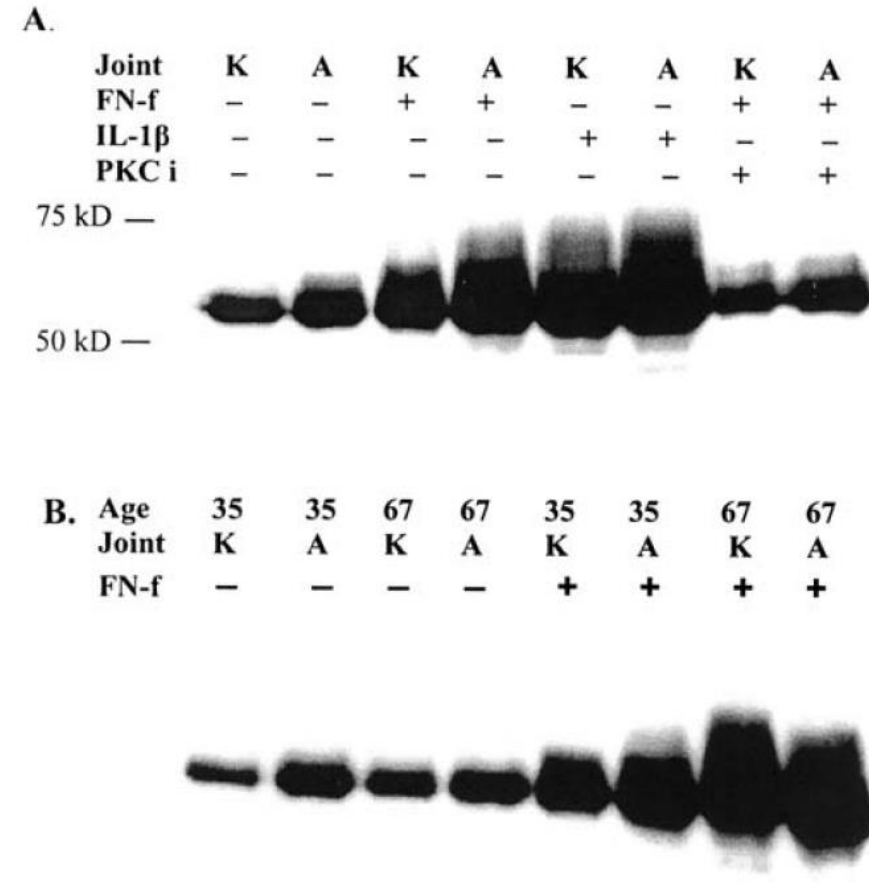 A.
Joint K A K A K A K A
FN-f – – + + – – + +
IL-1β – – – – + + – –
PKC i – – – – – – + +
75 kD —
50 kD —
B. Age 35 35 67 67 35 35 67 67
Joint K A K A K A K A
FN-f – – – – + + + +